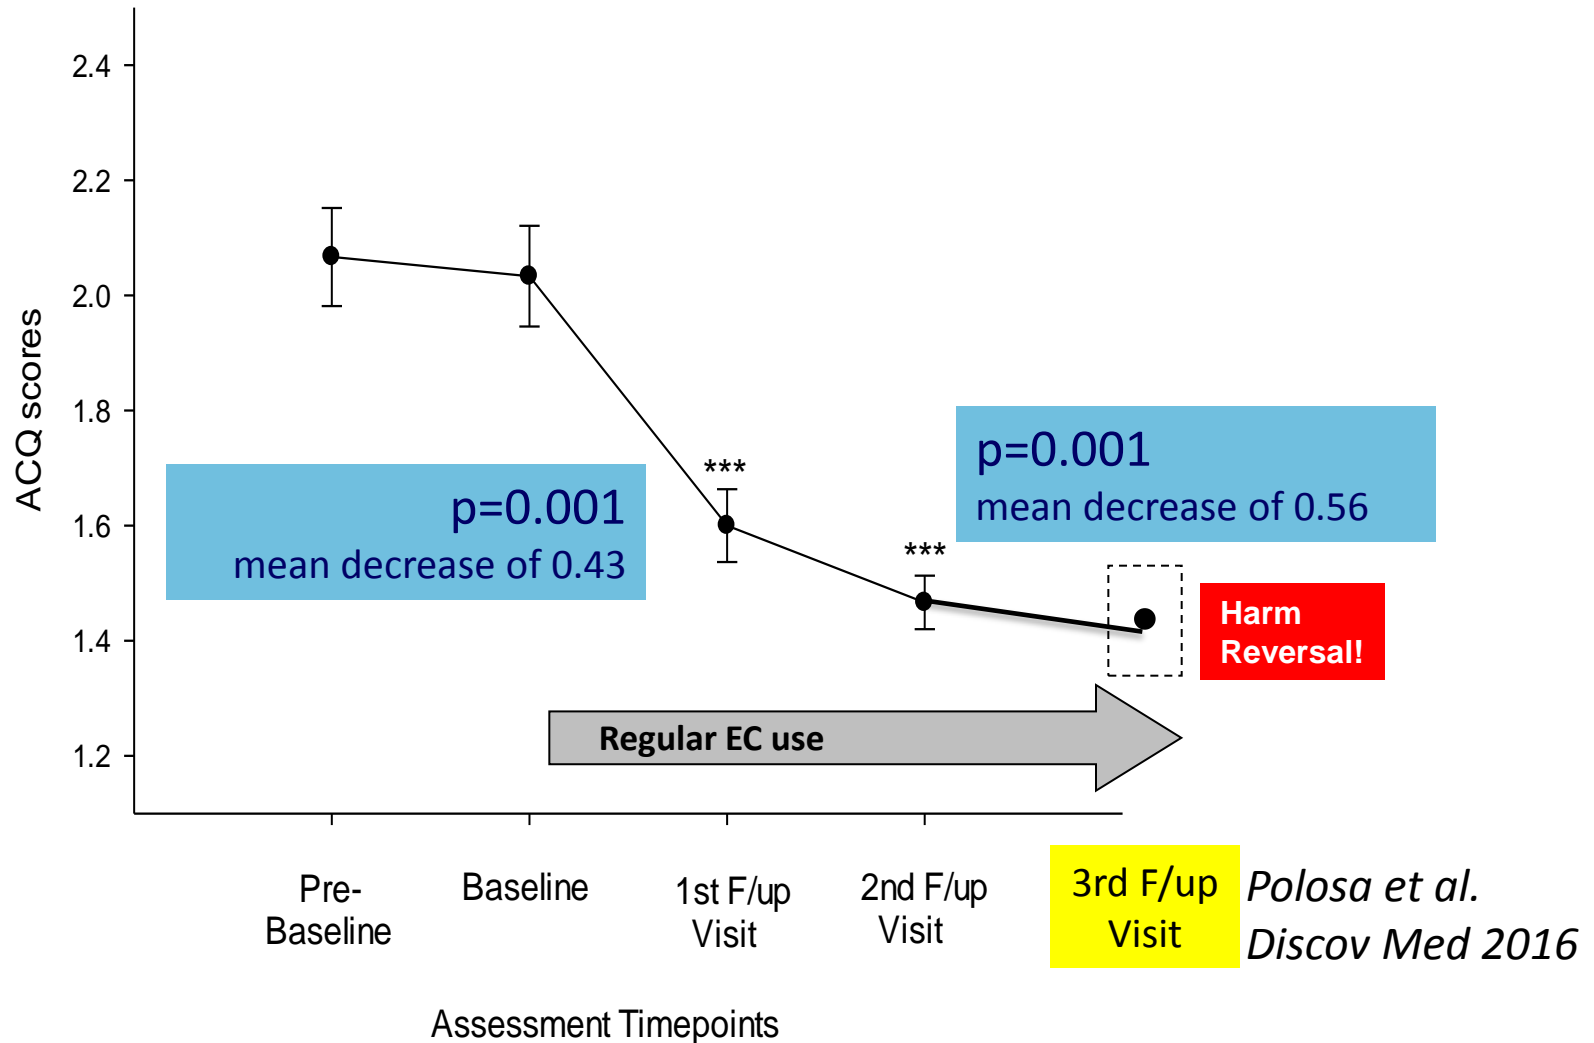 2.4
2.2
2.0
1.8
1.6
1.4
1.2
ACQ scores
p=0.001
mean decrease of 0.43
***
***
p=0.001
mean decrease of 0.56
Harm
Reversal!
Regular EC use
Pre-
Baseline
Baseline
1st F/up
Visit
2nd F/up
Visit
3rd F/up
Visit
Polosa et al.
Discov Med 2016
Assessment Timepoints